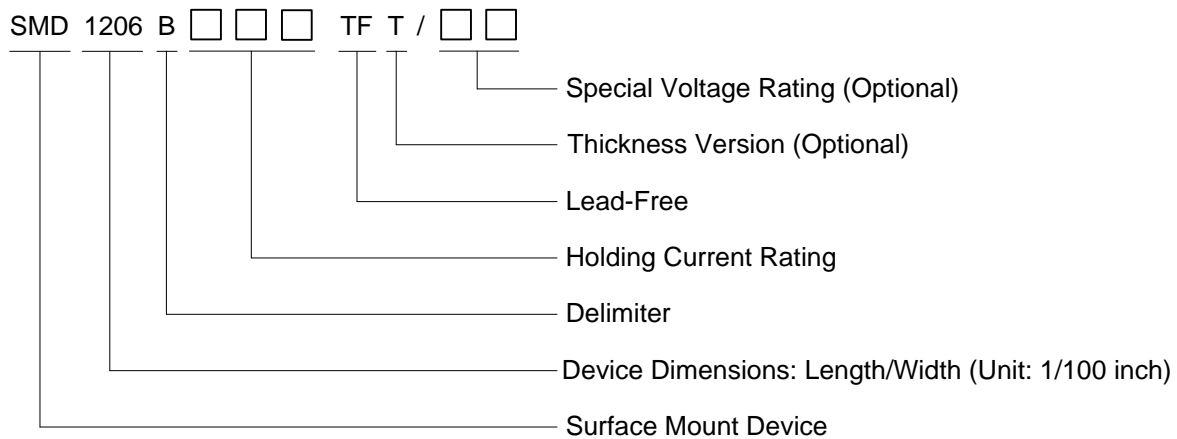 SMD 1206 B □ □ □ TF T / □ □
Special Voltage Rating (Optional)
Thickness Version (Optional)
Lead-Free
Holding Current Rating
Delimiter
Device Dimensions: Length/Width (Unit: 1/100 inch)
Surface Mount Device